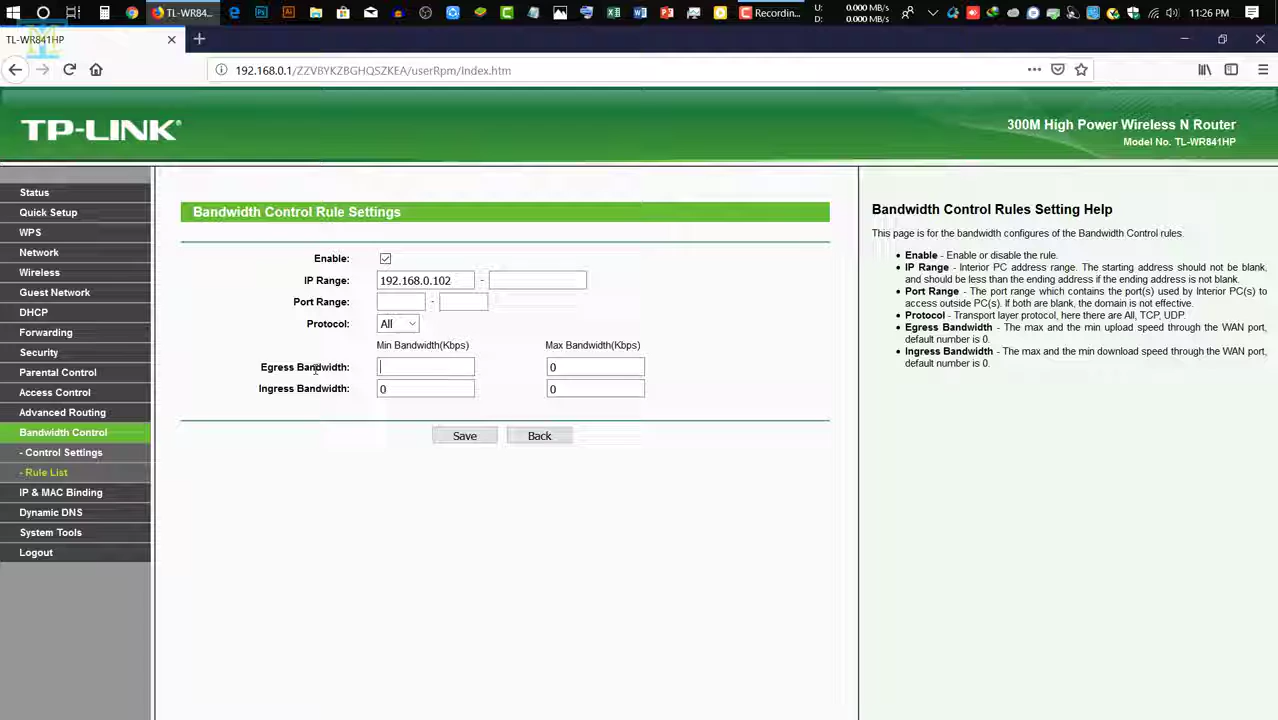 TL-WR84...
Recording...
U: 0.000 MB/s
D: 0.000 MB/s
11:26 PM
TL-WR841HP
192.168.0.1/ZZVBYKZBGHQSZKEA/userRpm/Index.htm
TP-LINK®
300M High Power Wireless N Router
Model No. TL-WR841HP
Status
Quick Setup
WPS
Network
Wireless
Guest Network
DHCP
Forwarding
Security
Parental Control
Access Control
Advanced Routing
Bandwidth Control
- Control Settings
- Rule List
IP & MAC Binding
Dynamic DNS
System Tools
Logout
Bandwidth Control Rule Settings
Enable:
IP Range: 192.168.0.102 -
Port Range: -
Protocol: All
Min Bandwidth(Kbps) Max Bandwidth(Kbps)
Egress Bandwidth: 0
Ingress Bandwidth: 0 0
Save Back
Bandwidth Control Rules Setting Help
This page is for the bandwidth configures of the Bandwidth Control rules.
• Enable - Enable or disable the rule.
• IP Range - Interior PC address range. The starting address should not be blank,
and should be less than the ending address if the ending address is not blank.
• Port Range - The port range which contains the port(s) used by Interior PC(s) to
access outside PC(s). If both are blank, the domain is not effective.
• Protocol - Transport layer protocol, here there are All, TCP, UDP.
• Egress Bandwidth - The max and the min upload speed through the WAN port,
default number is 0.
• Ingress Bandwidth - The max and the min download speed through the WAN port,
default number is 0.